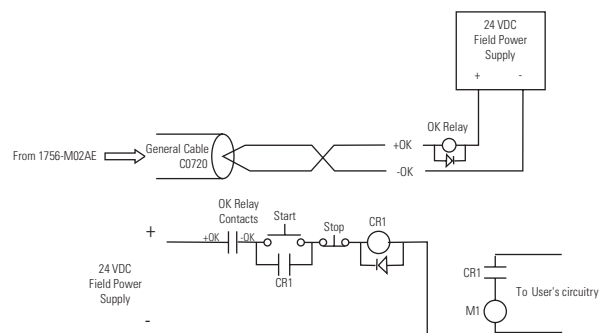 24 VDC
Field Power
Supply
+ -
OK Relay
+OK
General Cable
C0720
From 1756-M02AE
-OK
OK Relay
Contacts
Start
Stop
CR1
+
+OK -OK
CR1
24 VDC
Field Power
Supply
-
CR1
To User's circuitry
M1